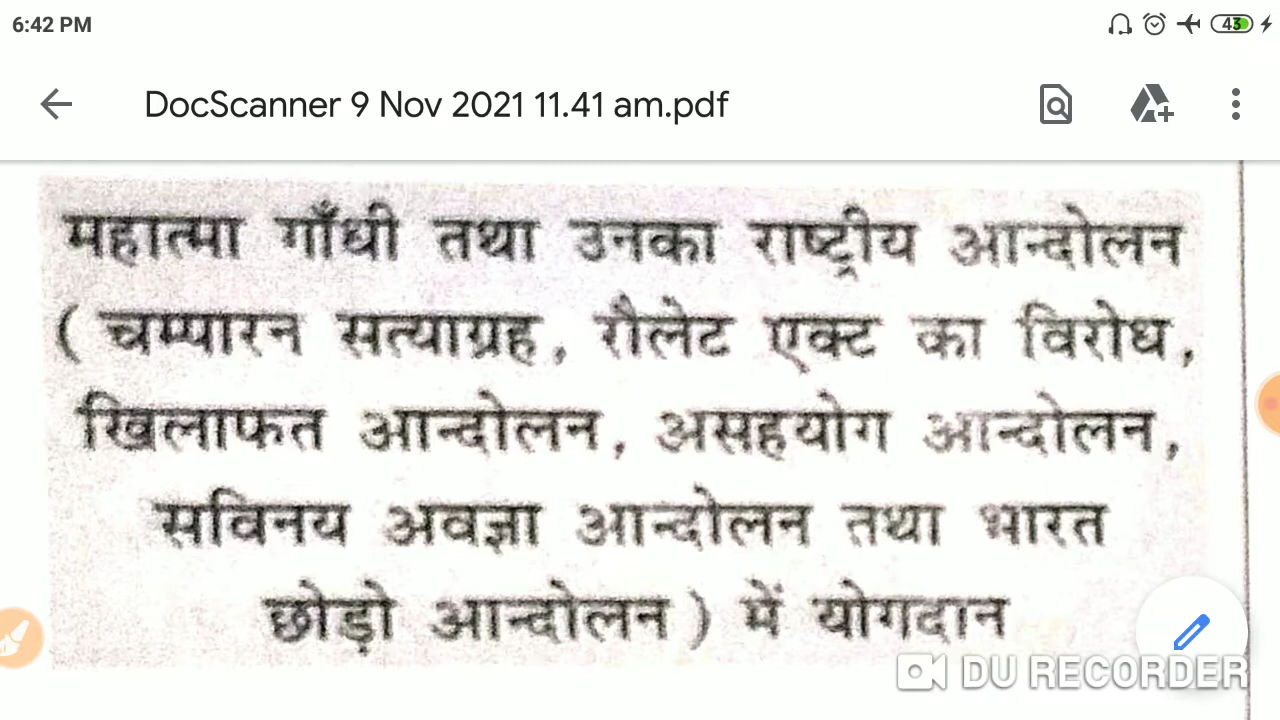 6:42 PM
43
DocScanner 9 Nov 2021 11.41 am.pdf
महात्मा गाँधी तथा उनका राष्ट्रीय आन्दोलन
( चम्पारन सत्याग्रह, रौलेट एक्ट का विरोध,
खिलाफत आन्दोलन, असहयोग आन्दोलन,
सविनय अवज्ञा आन्दोलन तथा भारत
छोड़ो आन्दोलन ) में योगदान
DU RECORDER